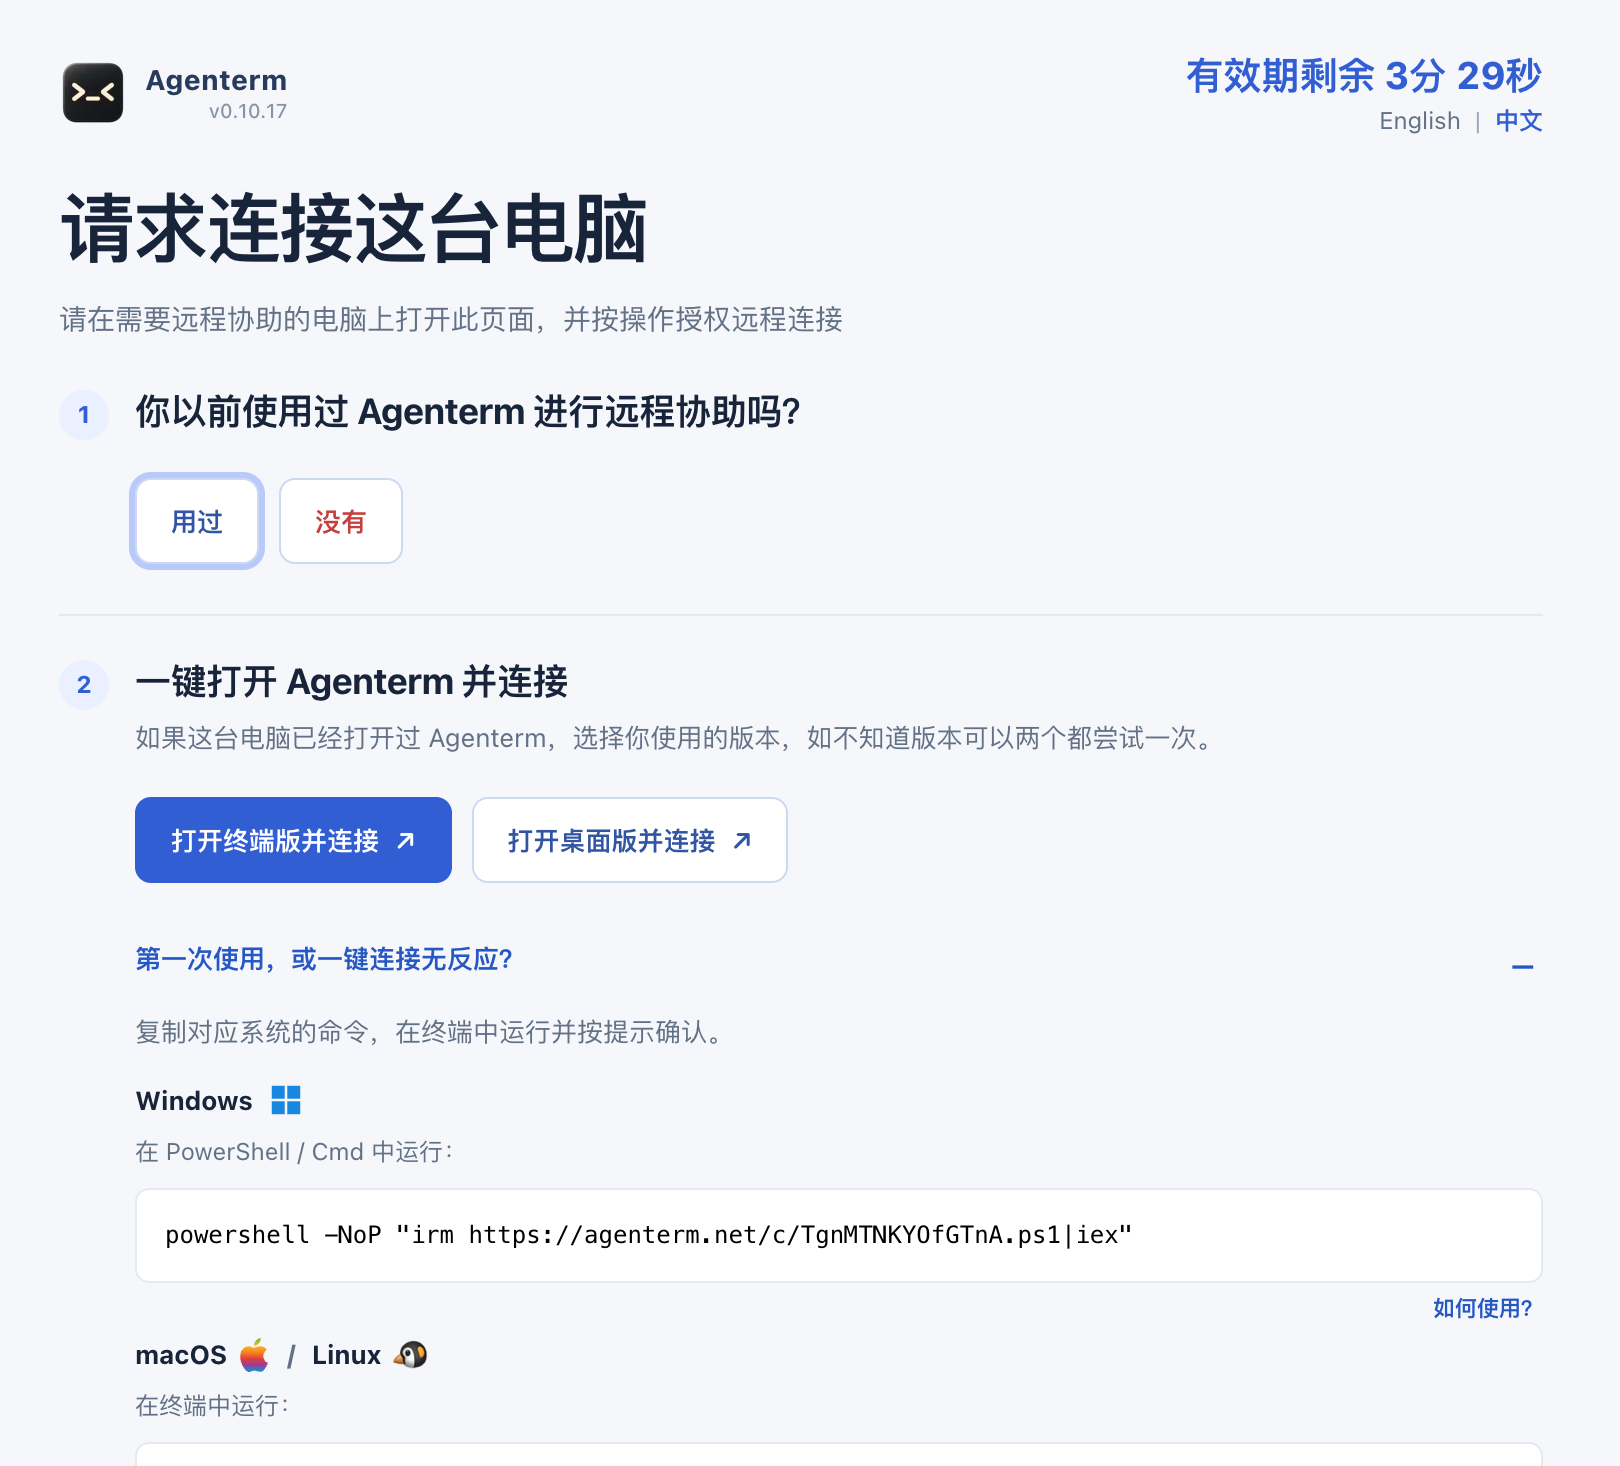 >_<
Agenterm
v0.10.17
有效期剩余 3分 29秒
English | 中文
请求连接这台电脑
请在需要远程协助的电脑上打开此页面，并按操作授权远程连接
1 你以前使用过 Agenterm 进行远程协助吗？
用过 没有
2 一键打开 Agenterm 并连接
如果这台电脑已经打开过 Agenterm，选择你使用的版本，如不知道版本可以两个都尝试一次。
打开终端版并连接 ↗ 打开桌面版并连接 ↗
第一次使用，或一键连接无反应？ –
复制对应系统的命令，在终端中运行并按提示确认。
Windows
在 PowerShell / Cmd 中运行：
powershell -NoP "irm https://agenterm.net/c/TgnMTNKYOfGTnA.ps1|iex"
如何使用？
macOS / Linux
在终端中运行：